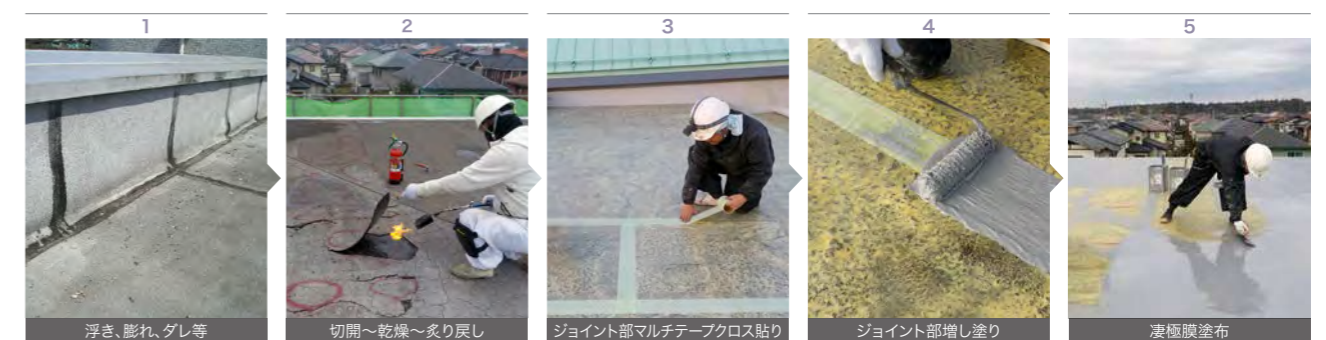 1
2
3
4
5
浮き、膨れ、ダレ等
切開～乾燥～炙り戻し
ジョイント部マルチテープクロス貼り
ジョイント部増し塗り
凄極膜塗布